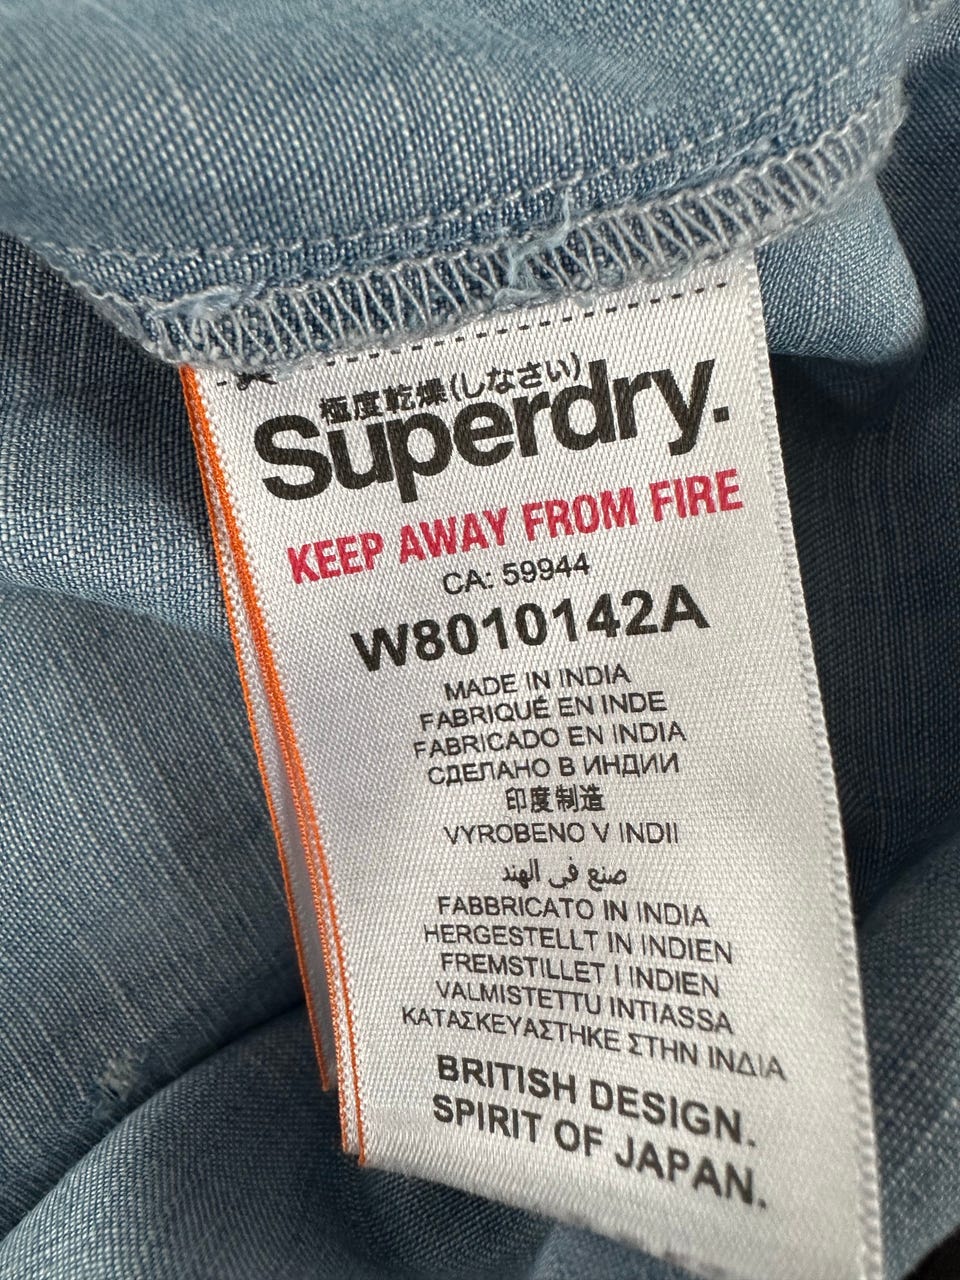 極度乾燥(しなさい)
Superdry.
KEEP AWAY FROM FIRE
CA: 59944
W8010142A
MADE IN INDIA
FABRIQUÉ EN INDE
FABRICADO EN INDIA
СДЕЛАНО В ИНДИИ
印度制造
VYROBENO V INDII
صنع في الهند
FABBRICATO IN INDIA
HERGESTELLT IN INDIEN
FREMSTILLET I INDIEN
VALMISTETTU INTIASSA
ΚΑΤΑΣΚΕΥΑΣΤΗΚΕ ΣΤΗΝ ΙΝΔΙΑ
BRITISH DESIGN.
SPIRIT OF JAPAN.